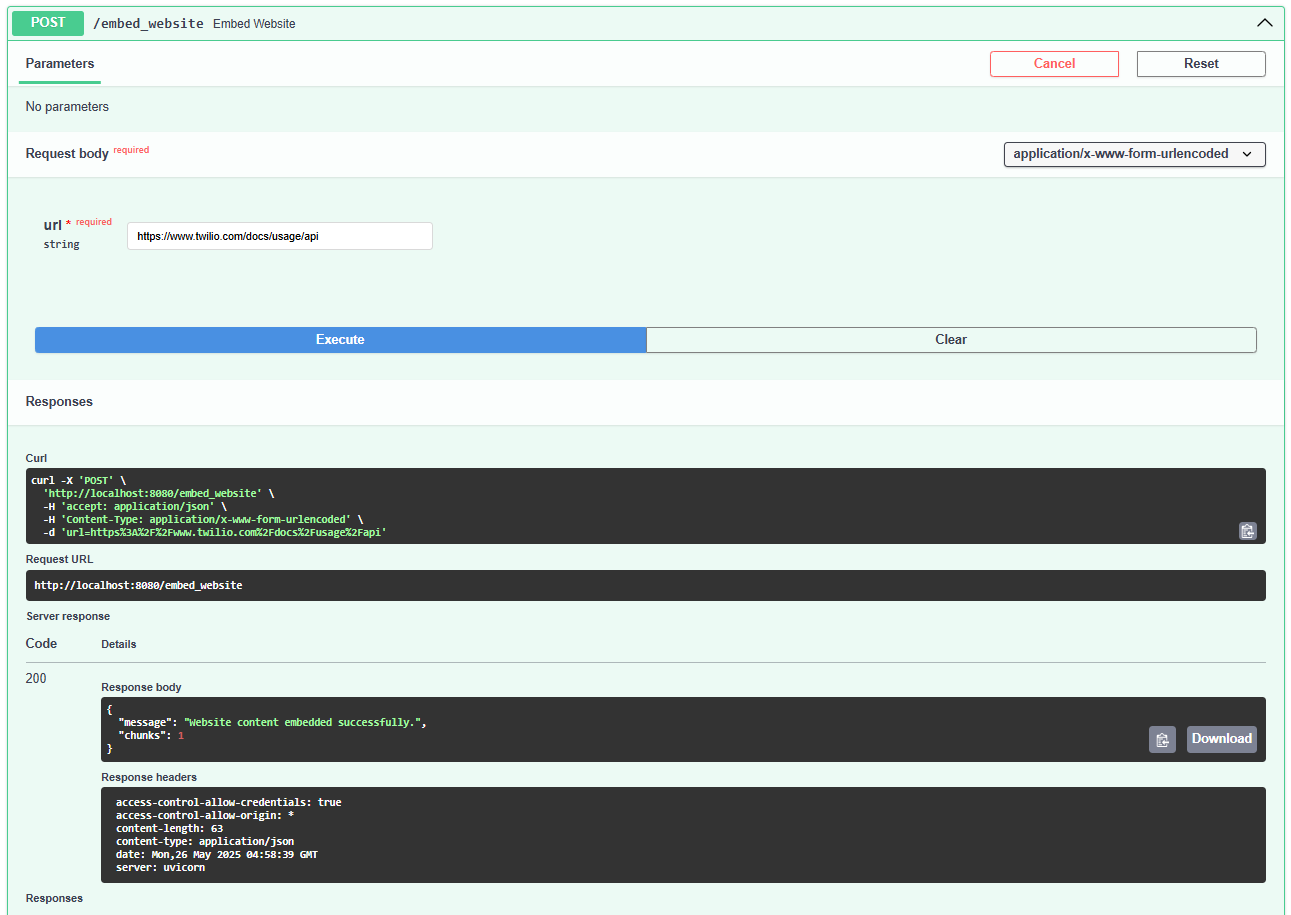 POST /embed_website Embed Website
Parameters Cancel Reset
No parameters
Request body required application/x-www-form-urlencoded
url * required
string
https://www.twilio.com/docs/usage/api
Execute Clear
Responses
Curl
curl -X 'POST' \
'http://localhost:8080/embed_website' \
-H 'accept: application/json' \
-H 'Content-Type: application/x-www-form-urlencoded' \
-d 'url=https%3A%2F%2Fwww.twilio.com%2Fdocs%2Fusage%2Fapi'
Request URL
http://localhost:8080/embed_website
Server response
Code Details
200
Response body
{
"message": "Website content embedded successfully.",
"chunks": 1
}
Download
Response headers
access-control-allow-credentials: true
access-control-allow-origin: *
content-length: 63
content-type: application/json
date: Mon,26 May 2025 04:58:39 GMT
server: uvicorn
Responses